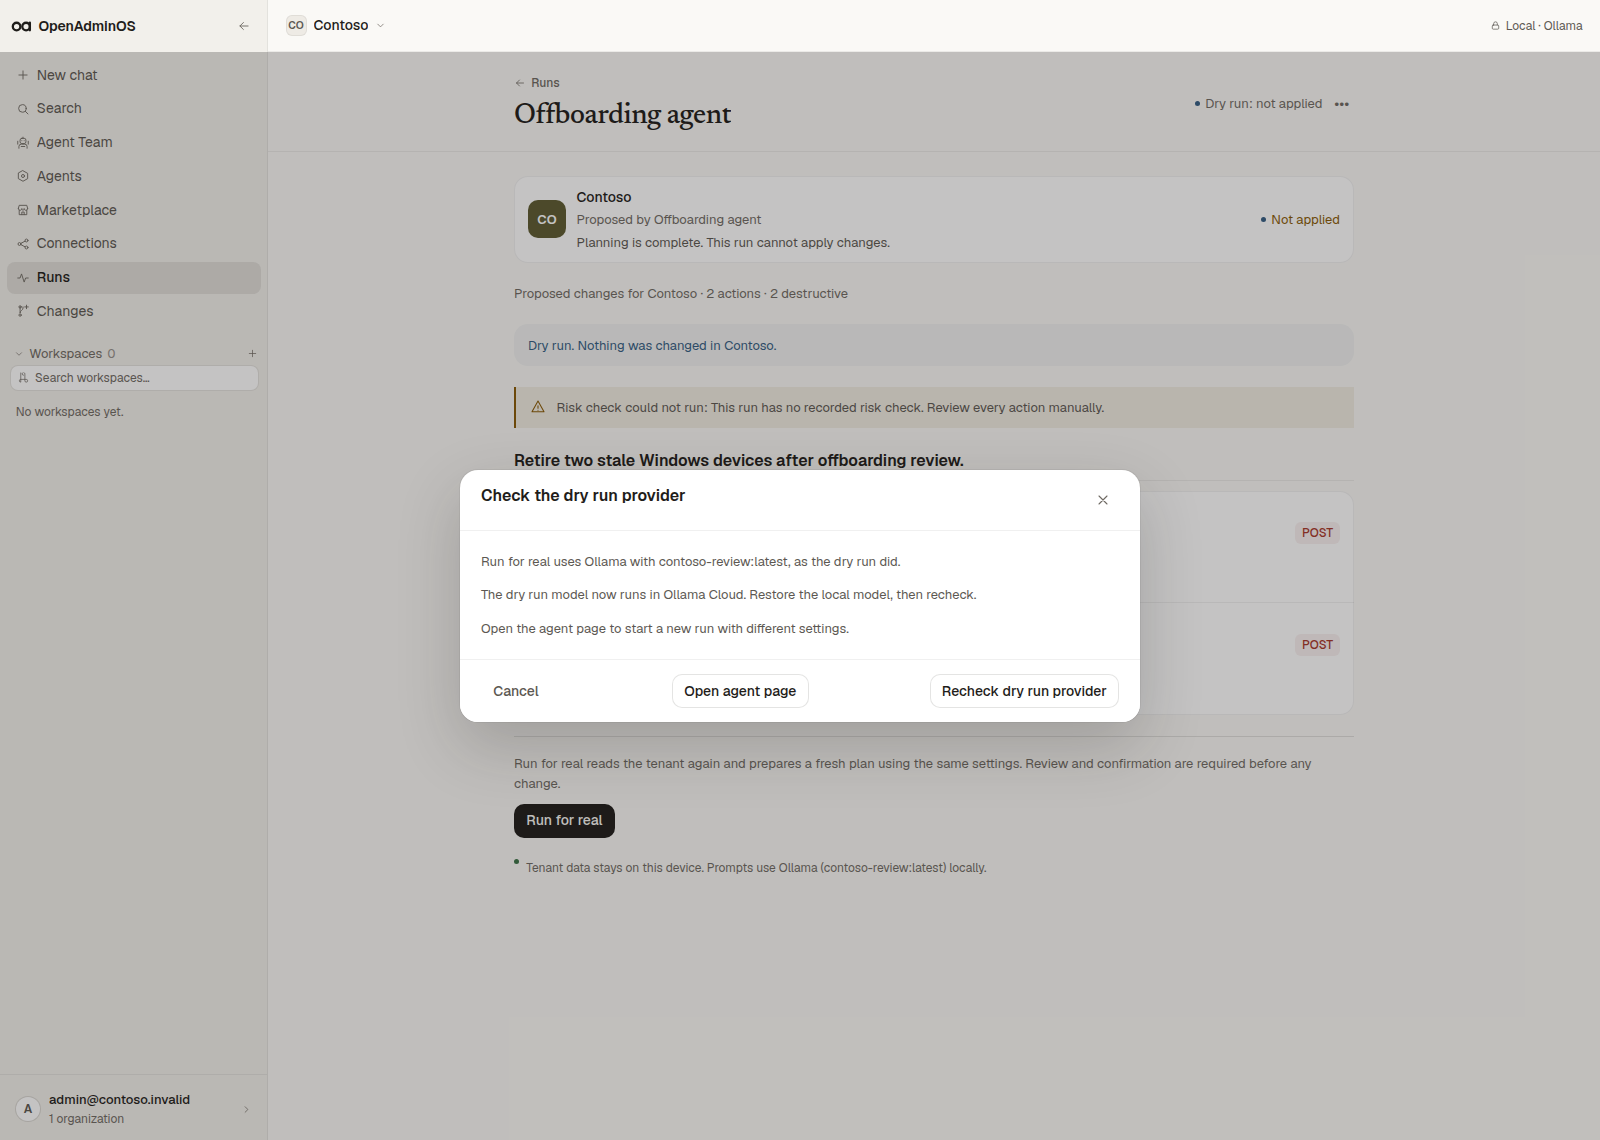 OpenAdminOS
CO Contoso
Local · Ollama
New chat
Search
Agent Team
Agents
Marketplace
Connections
Runs
Changes
Workspaces 0
Search workspaces...
No workspaces yet.
admin@contoso.invalid
1 organization
A
Runs
Offboarding agent
Dry run: not applied
CO
Contoso
Proposed by Offboarding agent
Planning is complete. This run cannot apply changes.
Not applied
Proposed changes for Contoso · 2 actions · 2 destructive
Dry run. Nothing was changed in Contoso.
Risk check could not run: This run has no recorded risk check. Review every action manually.
Retire two stale Windows devices after offboarding review.
POST
POST
Check the dry run provider
Run for real uses Ollama with contoso-review:latest, as the dry run did.
The dry run model now runs in Ollama Cloud. Restore the local model, then recheck.
Open the agent page to start a new run with different settings.
Cancel
Open agent page
Recheck dry run provider
Run for real reads the tenant again and prepares a fresh plan using the same settings. Review and confirmation are required before any
change.
Run for real
Tenant data stays on this device. Prompts use Ollama (contoso-review:latest) locally.